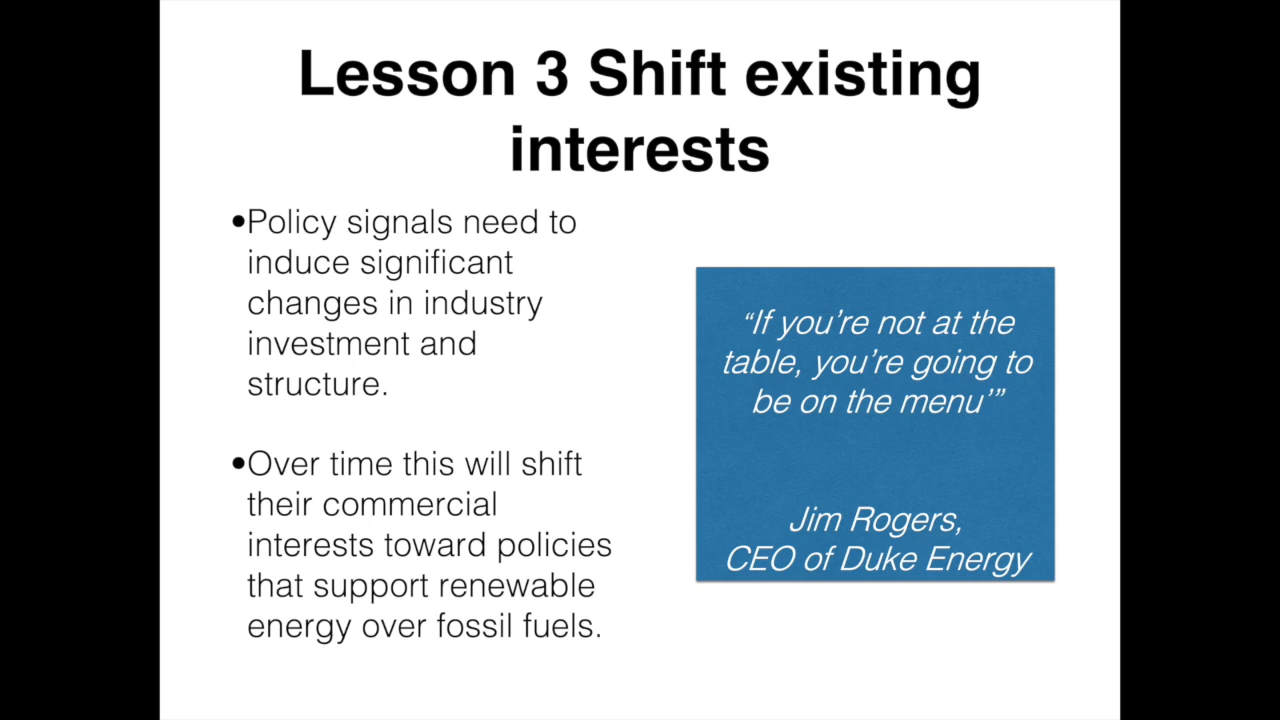 Lesson 3 Shift existing
interests
•Policy signals need to
induce significant
changes in industry
investment and
structure.
•Over time this will shift
their commercial
interests toward policies
that support renewable
energy over fossil fuels.
“If you’re not at the
table, you’re going to
be on the menu’”
Jim Rogers,
CEO of Duke Energy